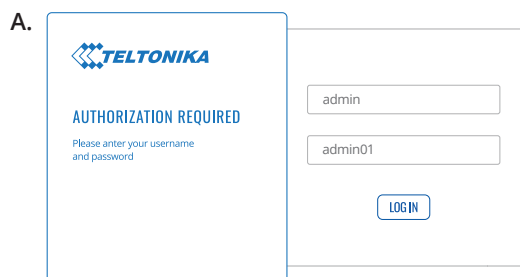 A.
TELTONIKA
AUTHORIZATION REQUIRED
Please anter your username
and password
admin
admin01
LOG IN